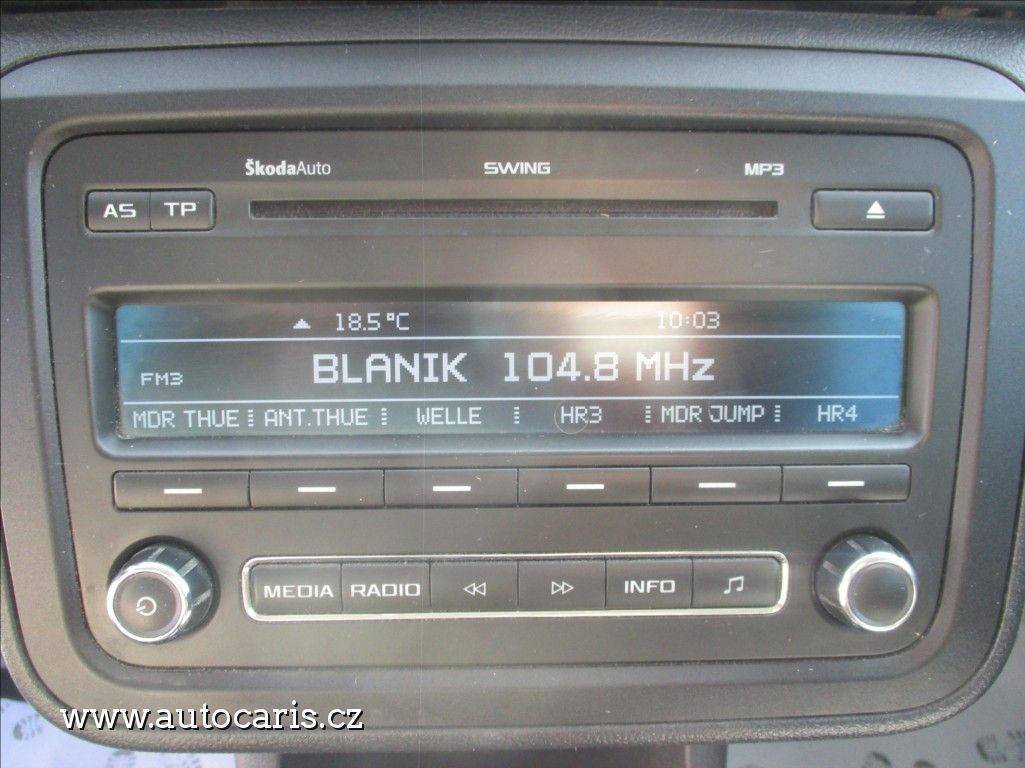 ŠkodaAuto SWING MP3
AS TP
18.5°C 10:03
BLANIK 104.8 MHz
FM3
MDR THUE ANT.THUE WELLE HR3 MDR JUMP HR4
MEDIA RADIO INFO
www.autocaris.cz